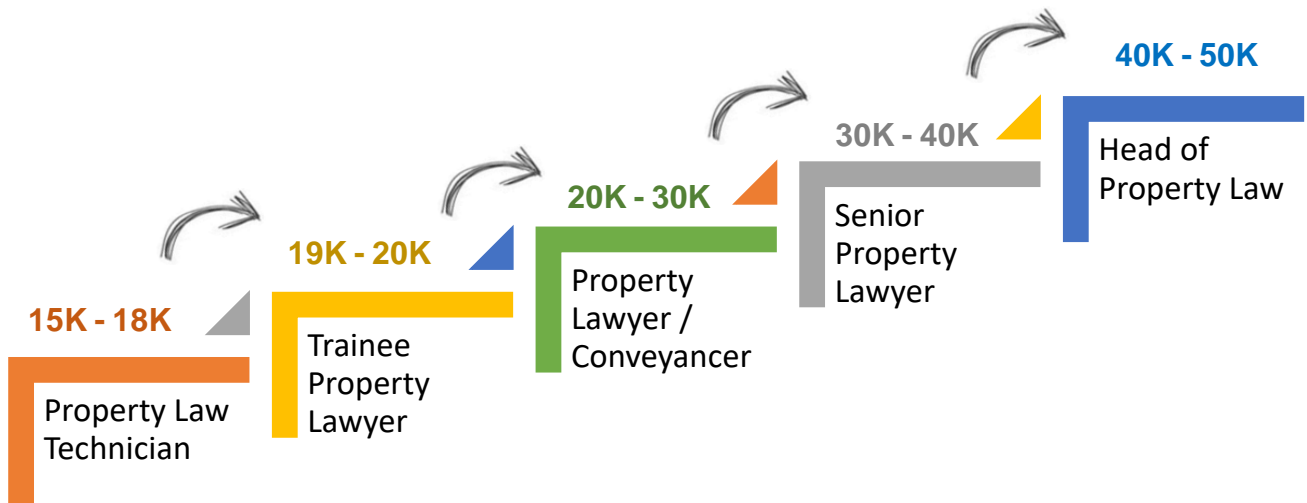 15K - 18K
Property Law
Technician
19K - 20K
Trainee
Property
Lawyer
20K - 30K
Property
Lawyer /
Conveyancer
30K - 40K
Senior
Property
Lawyer
40K - 50K
Head of
Property Law